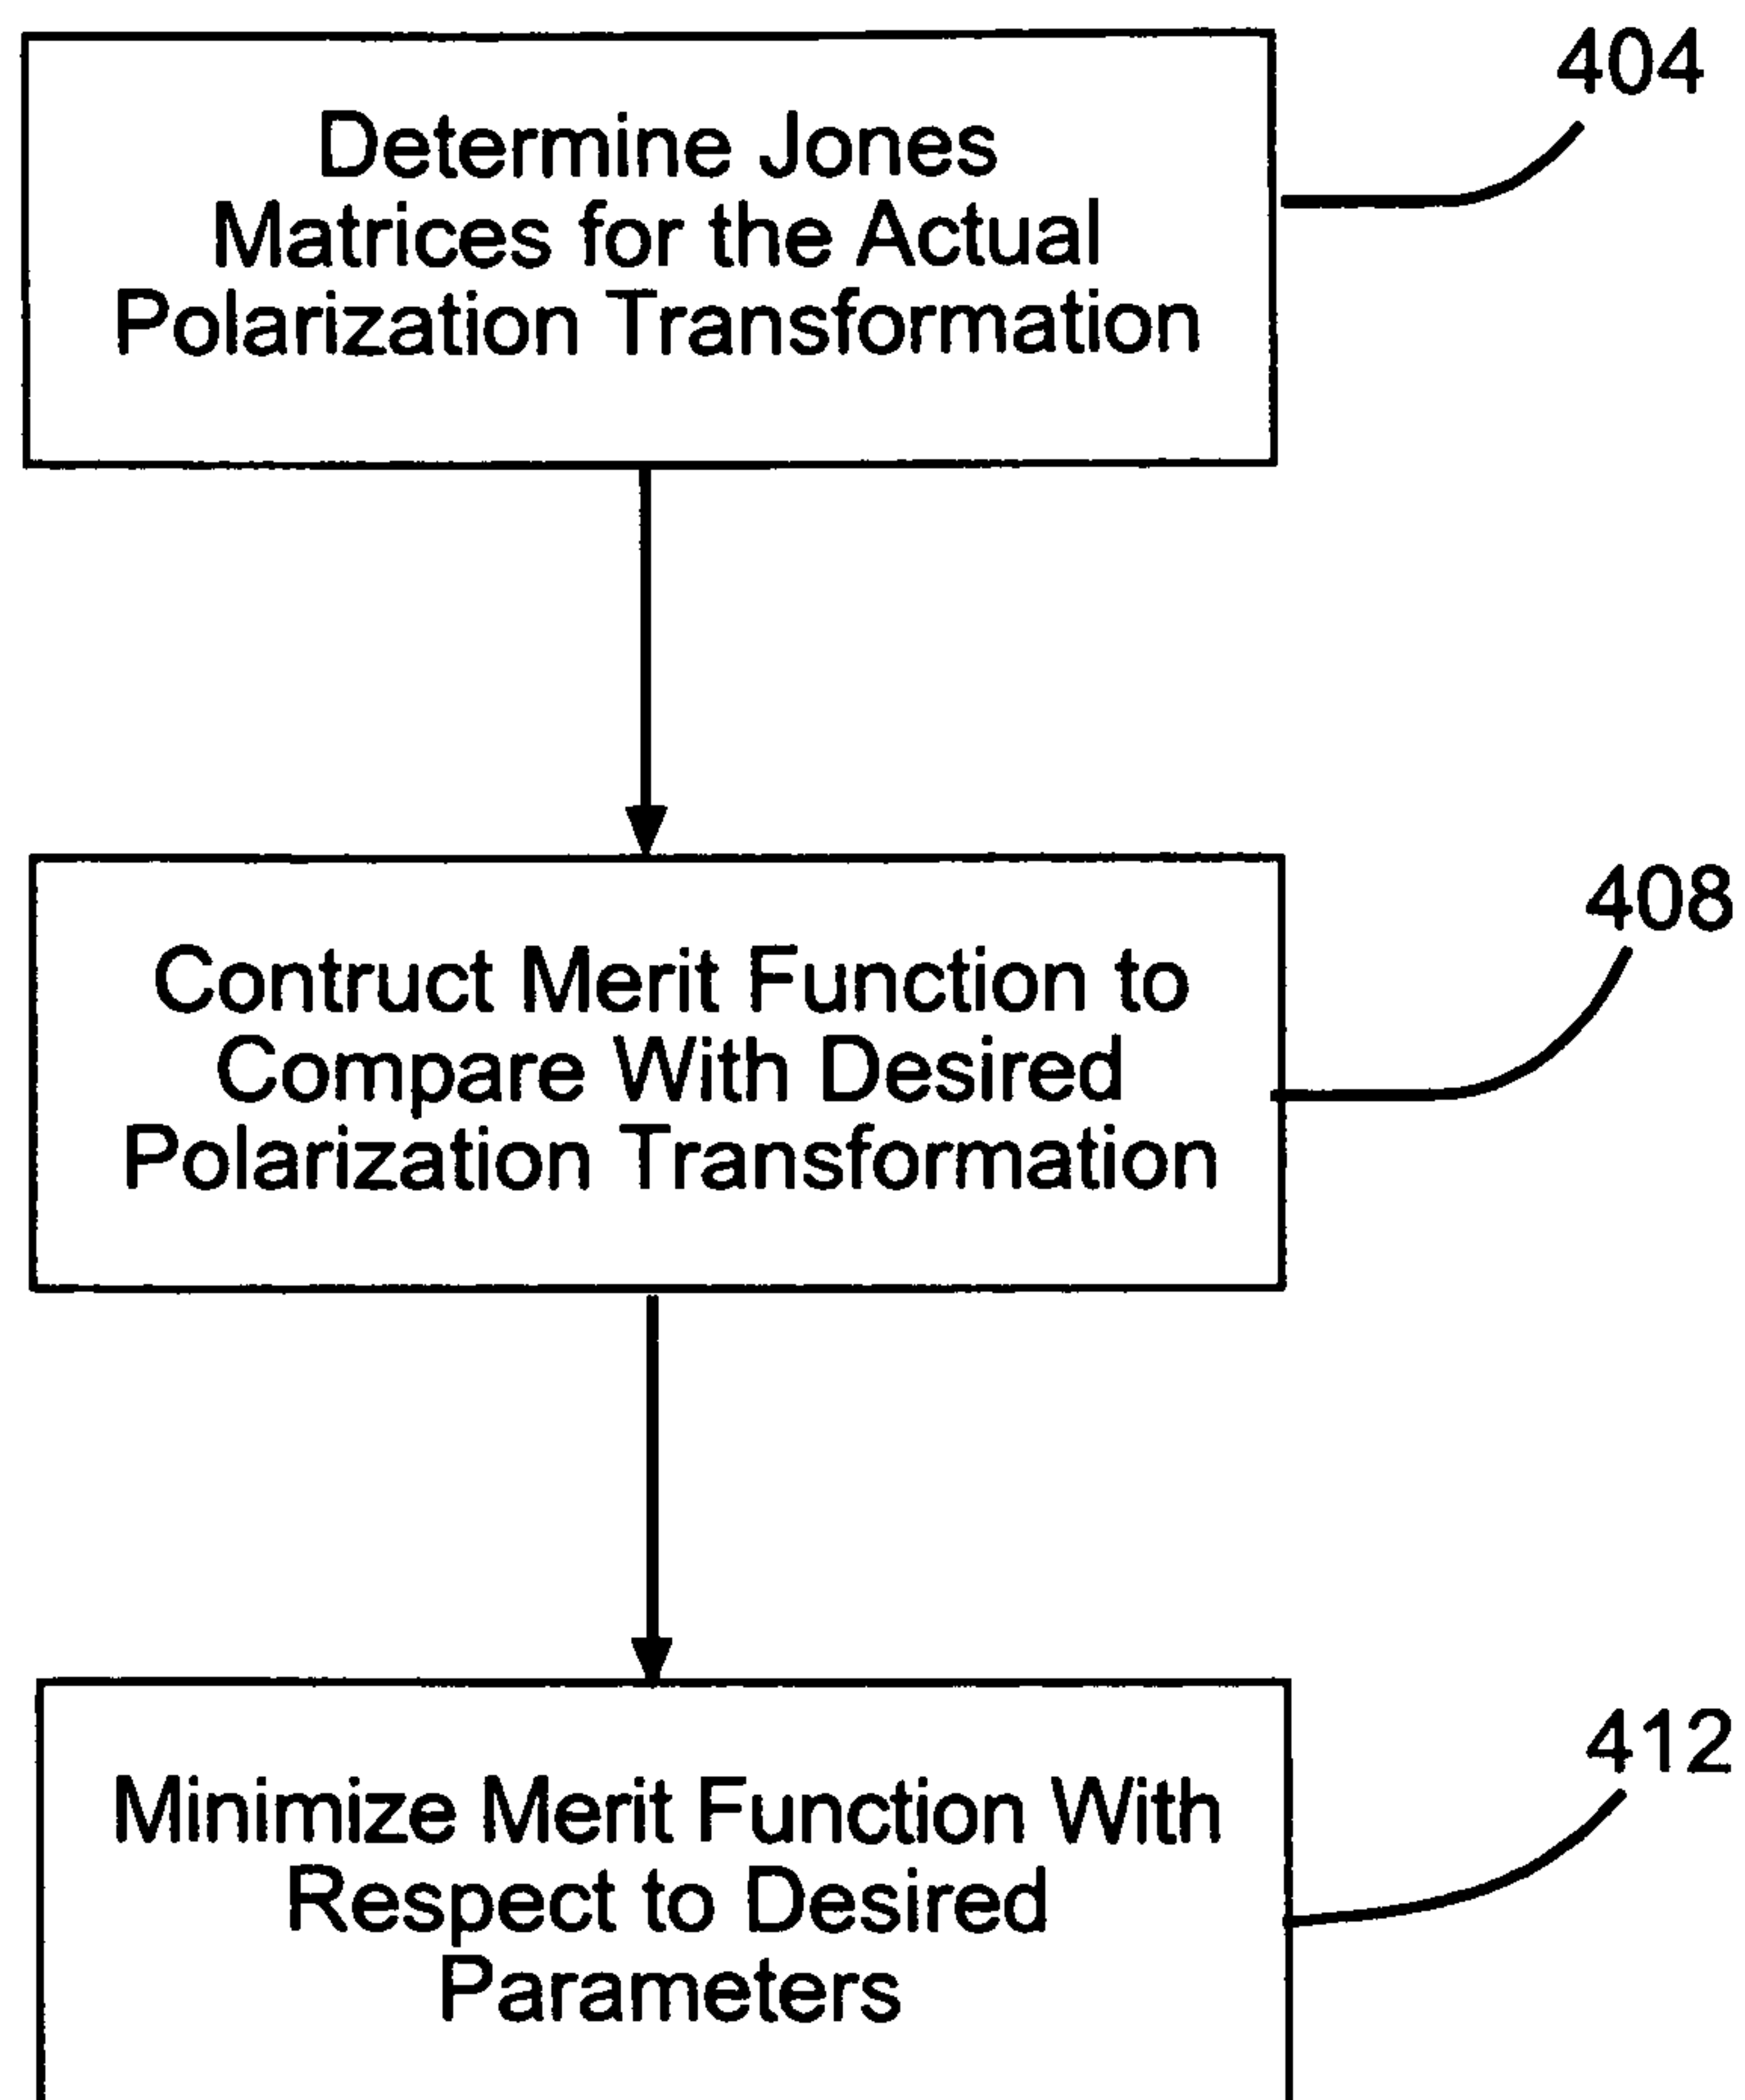 404
Determine Jones
Matrices for the Actual
Polarization Transformation
408
Contruct Merit Function to
Compare With Desired
Polarization Transformation
412
Minimize Merit Function With
Respect to Desired
Parameters